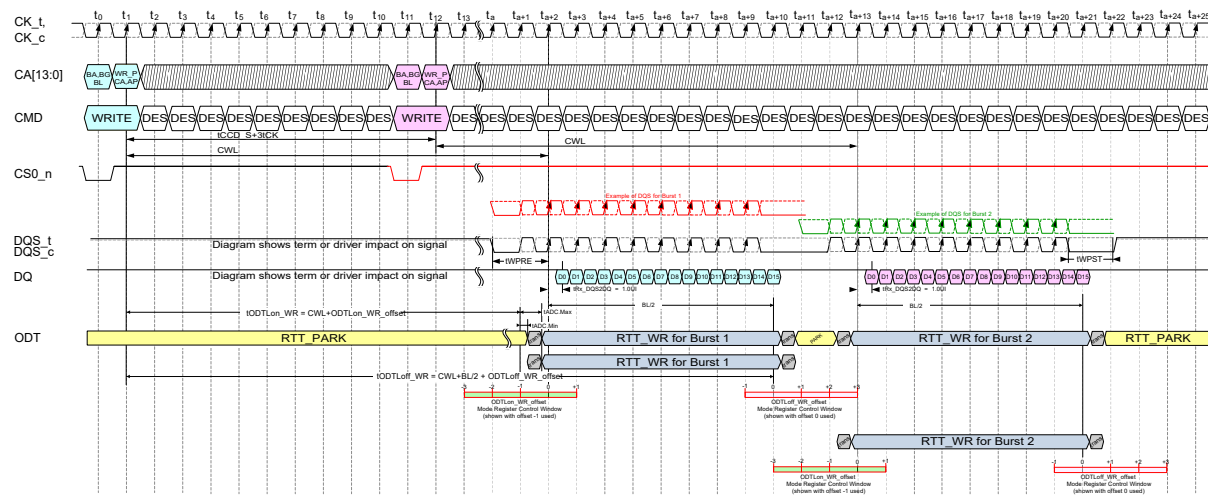 t0 t1 t2 t3 t4 t5 t6 t7 t8 t9 t10 t11 t12 t13 ta ta+1 ta+2 ta+3 ta+4 ta+5 ta+6 ta+7 ta+8 ta+9 ta+10 ta+11 ta+12 ta+13 ta+14 ta+15 ta+16 ta+17 ta+18 ta+19 ta+20 ta+21 ta+22 ta+23 ta+24 ta+25
CK_t,
CK_c
CA[13:0]
BA,BG
BL
WR_P
CA,AP
BA,BG
BL
WR_P
CA,AP
CMD
WRITE DES DES DES DES DES DES DES DES DES WRITE DES DES DES DES DES DES DES DES DES DES DES DES DES DES DES DES DES DES DES DES DES DES DES DES DES DES DES
tCCD_S+3tCK
CWL
CWL
CS0_n
Example of DQS for Burst 1
Example of DQS for Burst 2
DQS_t
DQS_c
Diagram shows term or driver impact on signal
tWPRE
tWPST
DQ
Diagram shows term or driver impact on signal
D0 D1 D2 D3 D4 D5 D6 D7 D8 D9 D10 D11 D12 D13 D14 D15
D0 D1 D2 D3 D4 D5 D6 D7 D8 D9 D10 D11 D12 D13 D14 D15
tRx_DQS2DQ = 1.0UI
tRx_DQS2DQ = 1.0UI
BL/2
BL/2
tODTLon_WR = CWL+ODTLon_WR_offset
tADC.Max
tADC.Min
ODT
RTT_PARK
RTT_WR for Burst 1
PARK
RTT_WR for Burst 2
RTT_PARK
RTT_WR for Burst 1
tODTLoff_WR = CWL+BL/2 + ODTLoff_WR_offset
-3 -2 -1 0 +1
ODTLon_WR_offset
Mode Register Control Window
(shown with offset -1 used)
-1 0 +1 +2 +3
ODTLoff_WR_offset
Mode Register Control Window
(shown with offset 0 used)
RTT_WR for Burst 2
-3 -2 -1 0 +1
ODTLon_WR_offset
Mode Register Control Window
(shown with offset -1 used)
-1 0 +1 +2 +3
ODTLoff_WR_offset
Mode Register Control Window
(shown with offset 0 used)